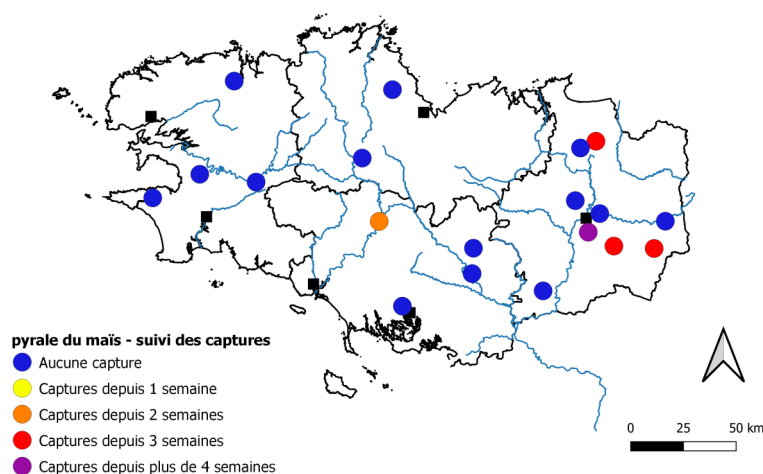 pyrale du maïs - suivi des captures
Aucune capture
Captures depuis 1 semaine
Captures depuis 2 semaines
Captures depuis 3 semaines
Captures depuis plus de 4 semaines
0 25 50 km